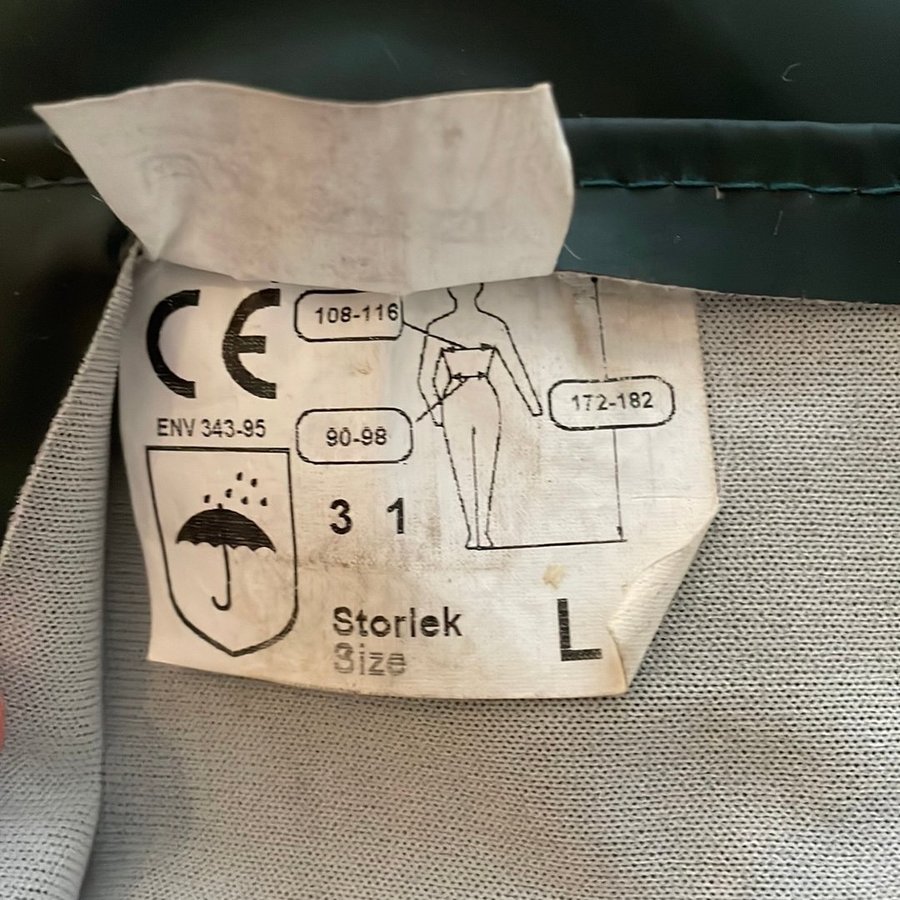 CE
108-116
172-182
ENV 343-95
90-98
3 1
Storlek
Size
L